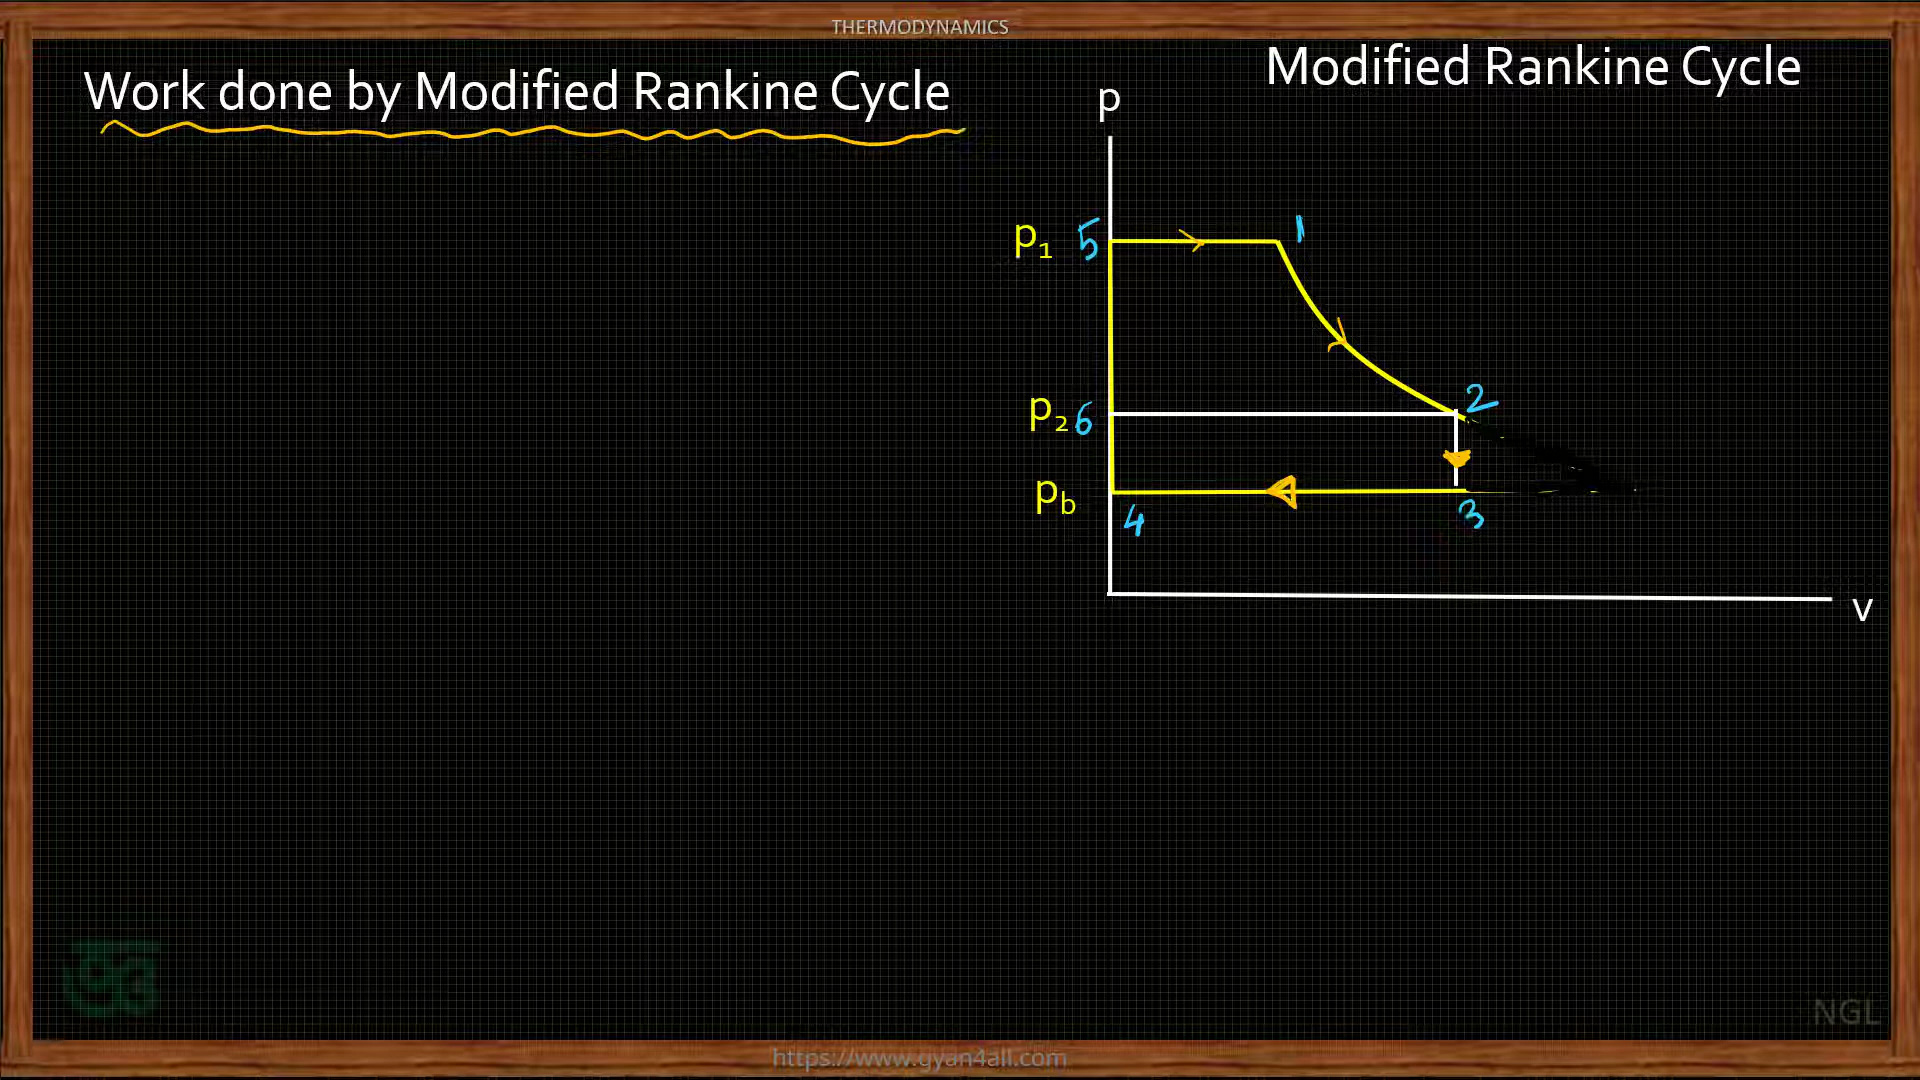 THERMODYNAMICS
Work done by Modified Rankine Cycle
Modified Rankine Cycle
p
p1 5 1
p2 6 2
pb
4 3
v
NGL
https://www.gyan4all.com